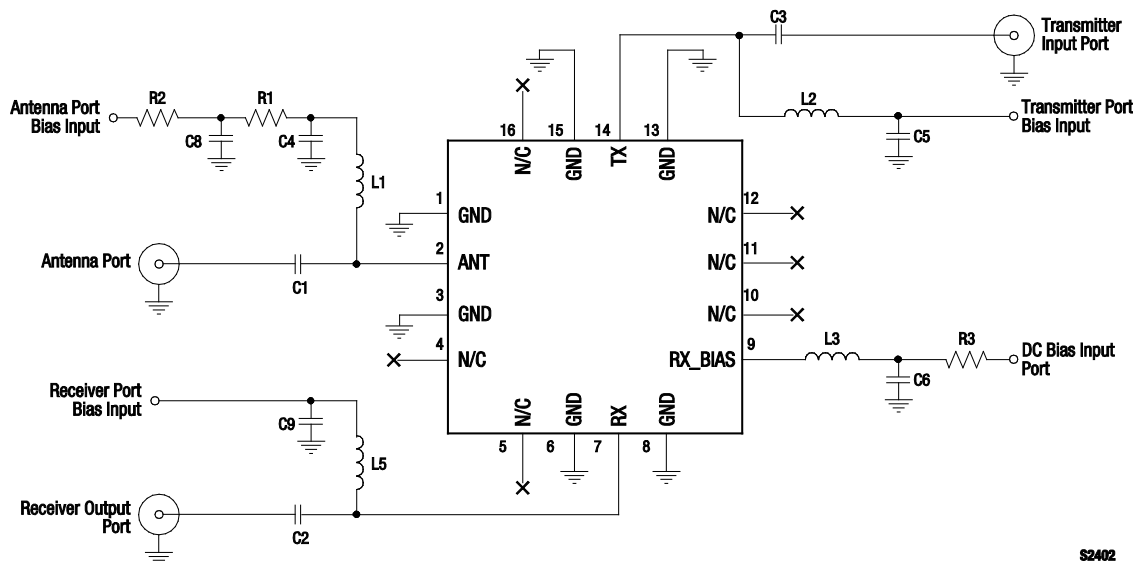 C3
Transmitter
Input Port
Antenna Port
Bias Input
R2
R1
C8
C4
L1
L2
C5
Transmitter Port
Bias Input
16
15
14
13
N/C
GND
TX
GND
1
GND
2
ANT
3
GND
4
N/C
12
N/C
11
N/C
10
N/C
9
RX_BIAS
Antenna Port
C1
L3
R3
C6
DC Bias Input
Port
Receiver Port
Bias Input
C9
L5
N/C
GND
RX
GND
5
6
7
8
Receiver Output
Port
C2
S2402